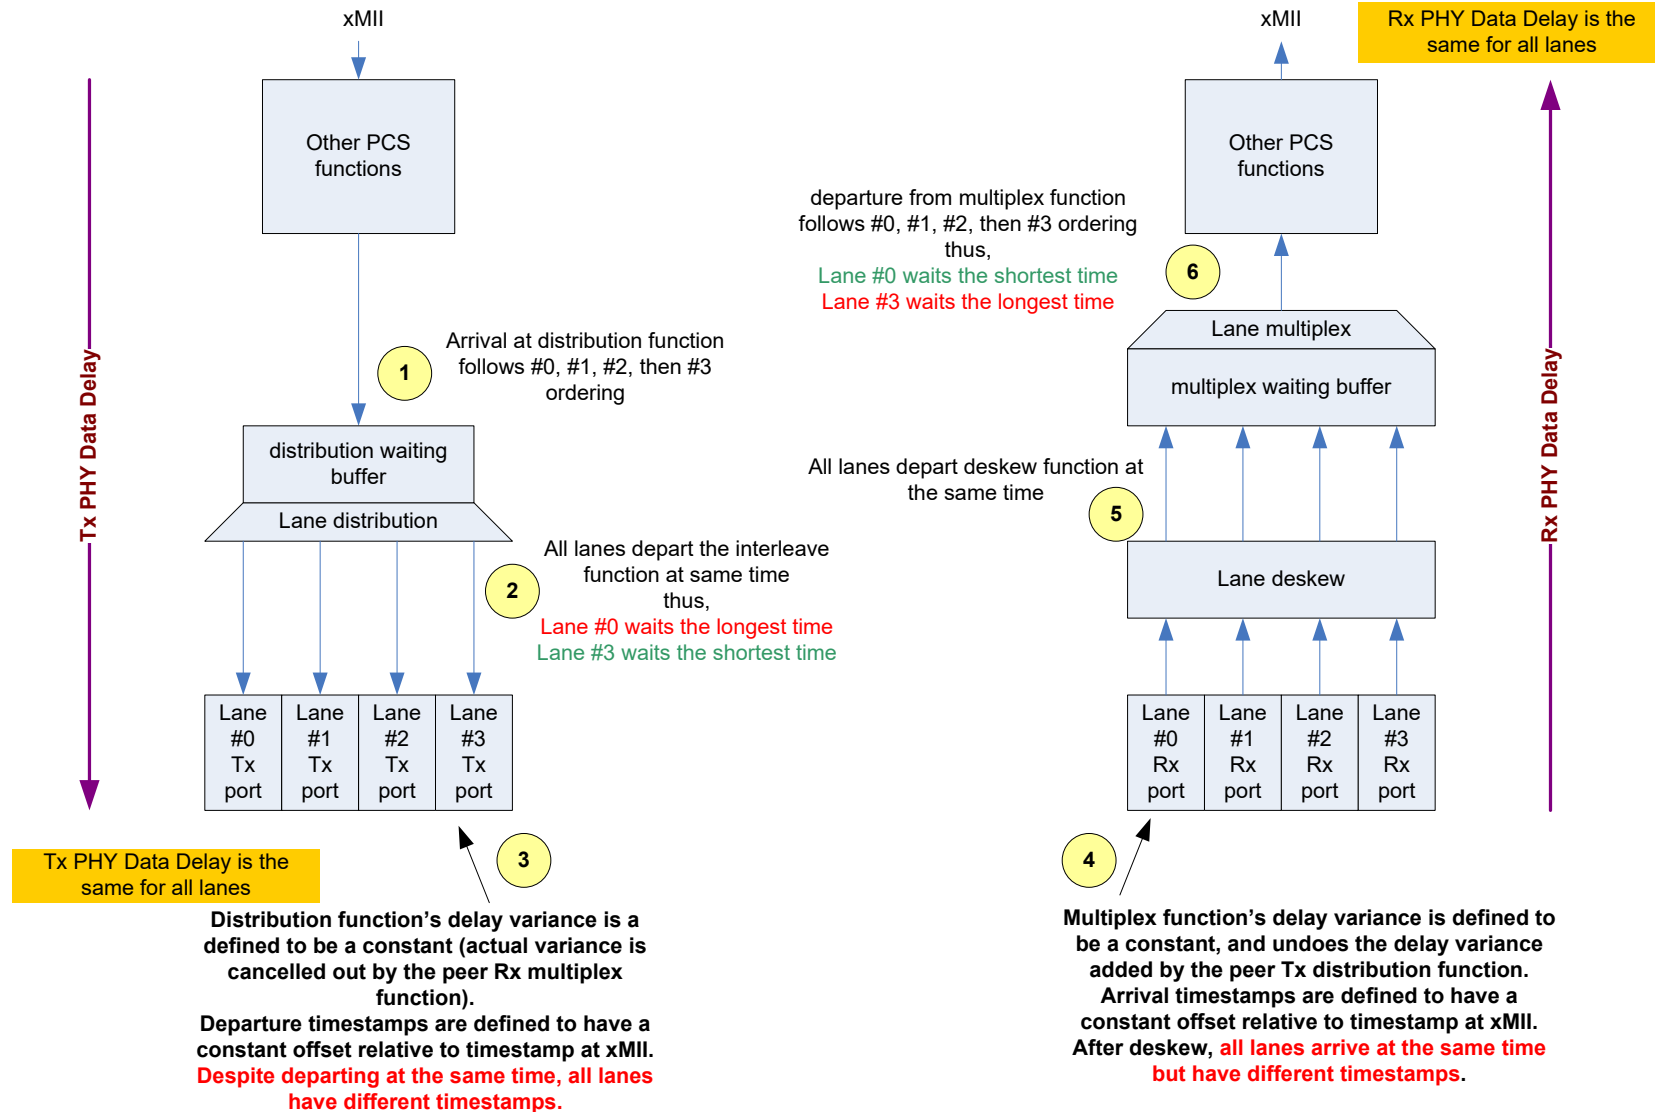 xMII
Other PCS
functions
Tx PHY Data Delay
1
Arrival at distribution function
follows #0, #1, #2, then #3
ordering
distribution waiting
buffer
Lane distribution
2
All lanes depart the interleave
function at same time
thus,
Lane #0 waits the longest time
Lane #3 waits the shortest time
Lane
#0
Tx
port
Lane
#1
Tx
port
Lane
#2
Tx
port
Lane
#3
Tx
port
3
Tx PHY Data Delay is the
same for all lanes
Distribution function’s delay variance is a
defined to be a constant (actual variance is
cancelled out by the peer Rx multiplex
function).
Departure timestamps are defined to have a
constant offset relative to timestamp at xMII.
Despite departing at the same time, all lanes
have different timestamps.
xMII
Rx PHY Data Delay is the
same for all lanes
Other PCS
functions
departure from multiplex function
follows #0, #1, #2, then #3 ordering
thus,
Lane #0 waits the shortest time
Lane #3 waits the longest time
6
Lane multiplex
multiplex waiting buffer
Rx PHY Data Delay
All lanes depart deskew function at
the same time
5
Lane deskew
Lane
#0
Rx
port
Lane
#1
Rx
port
Lane
#2
Rx
port
Lane
#3
Rx
port
4
Multiplex function’s delay variance is defined to
be a constant, and undoes the delay variance
added by the peer Tx distribution function.
Arrival timestamps are defined to have a
constant offset relative to timestamp at xMII.
After deskew, all lanes arrive at the same time
but have different timestamps.